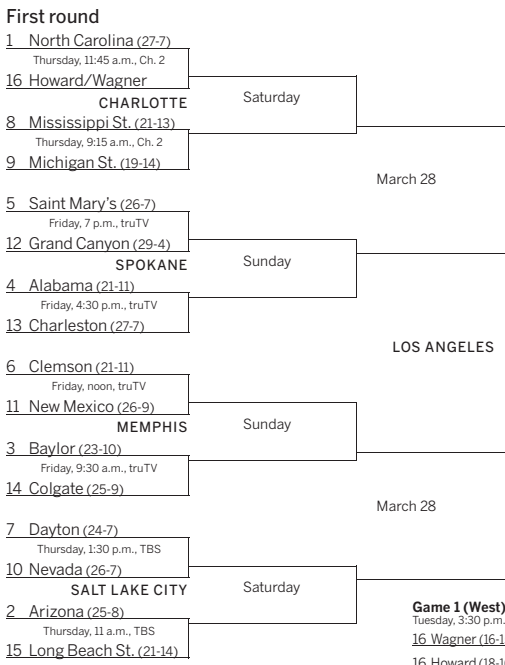 First round
1 North Carolina (27-7)
Thursday, 11:45 a.m., Ch. 2
16 Howard/Wagner
CHARLOTTE
Saturday
8 Mississippi St. (21-13)
Thursday, 9:15 a.m., Ch. 2
9 Michigan St. (19-14)
March 28
5 Saint Mary's (26-7)
Friday, 7 p.m., truTV
12 Grand Canyon (29-4)
SPOKANE
Sunday
4 Alabama (21-11)
Friday, 4:30 p.m., truTV
13 Charleston (27-7)
LOS ANGELES
6 Clemson (21-11)
Friday, noon, truTV
11 New Mexico (26-9)
MEMPHIS
Sunday
3 Baylor (23-10)
Friday, 9:30 a.m., truTV
14 Colgate (25-9)
March 28
7 Dayton (24-7)
Thursday, 1:30 p.m., TBS
10 Nevada (26-7)
SALT LAKE CITY
Saturday
2 Arizona (25-8)
Thursday, 11 a.m., TBS
15 Long Beach St. (21-14)
Game 1 (West)
Tuesday, 3:30 p.m.
16 Wagner
16 Howard